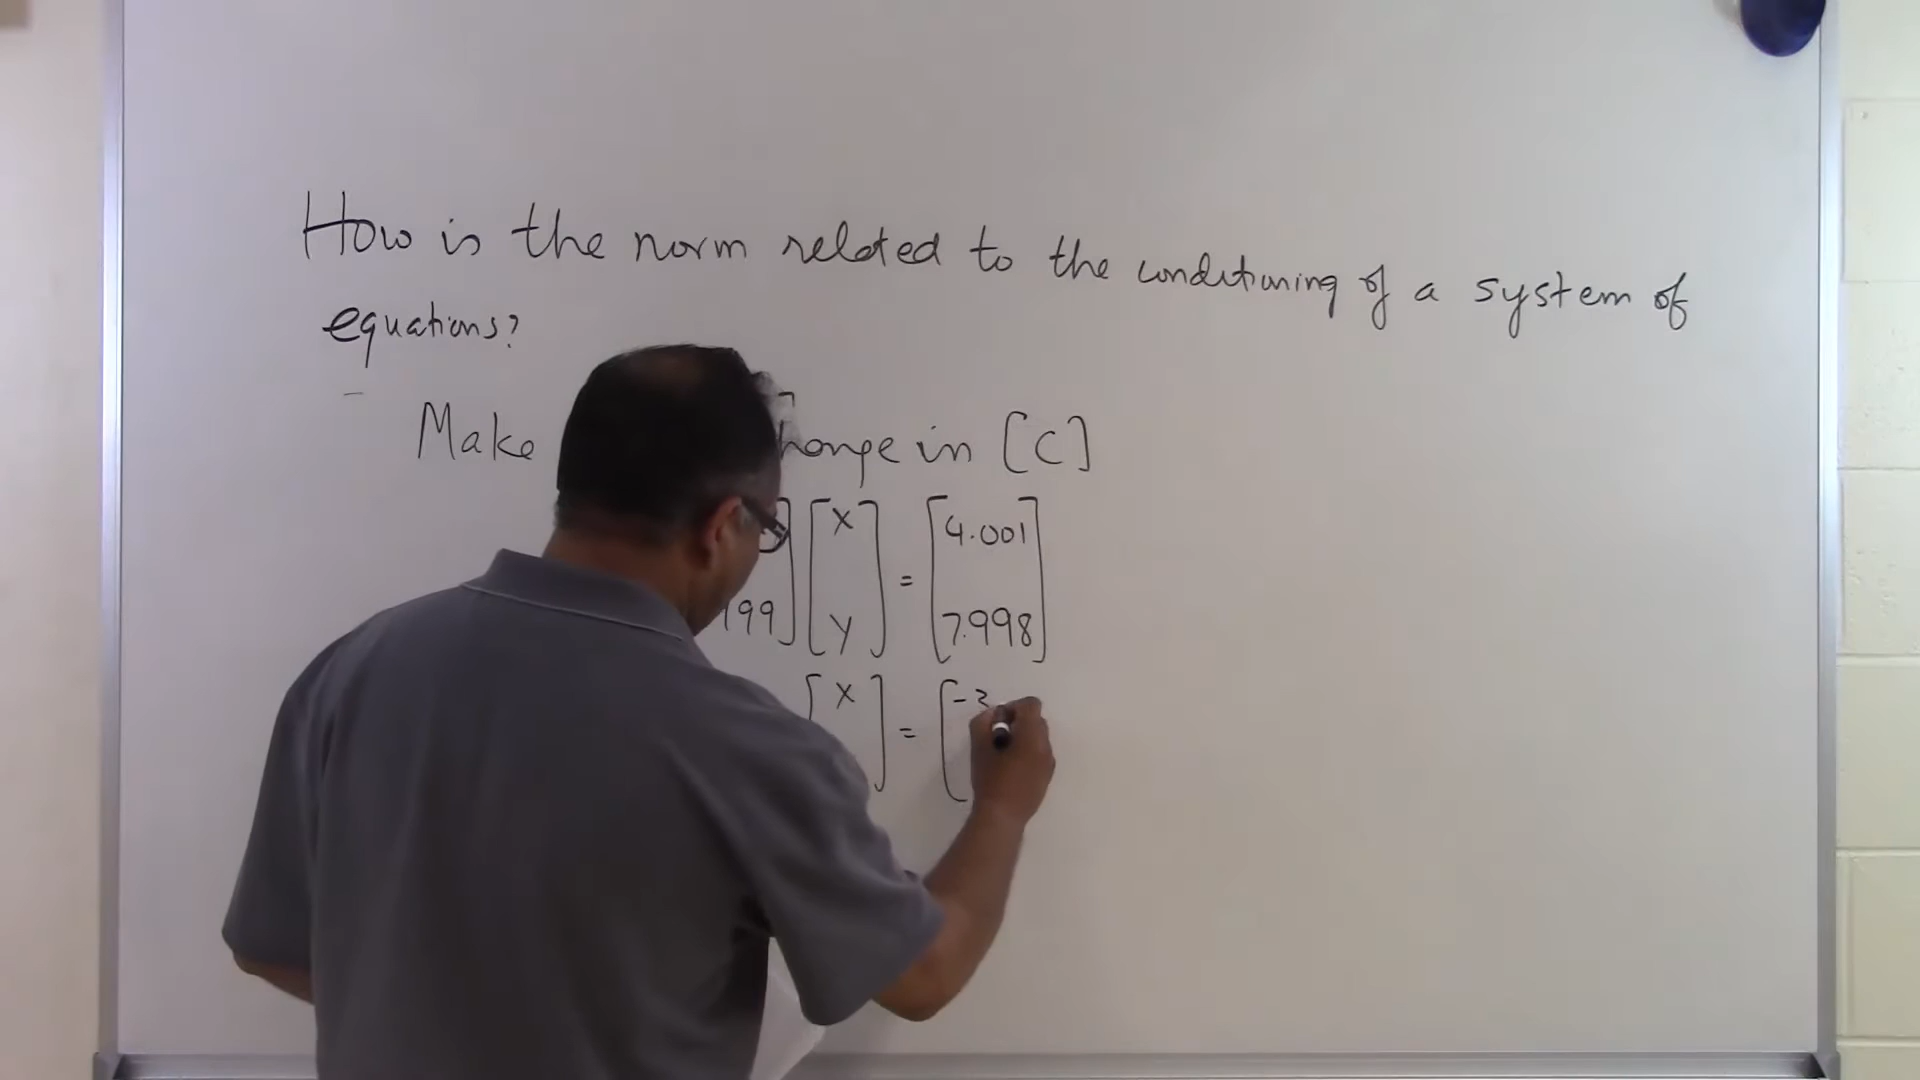 How is the norm related to the conditioning of a system of
equations?
Make change in [C]
[x y] = [4.001 7.998]
[x ] = [-3